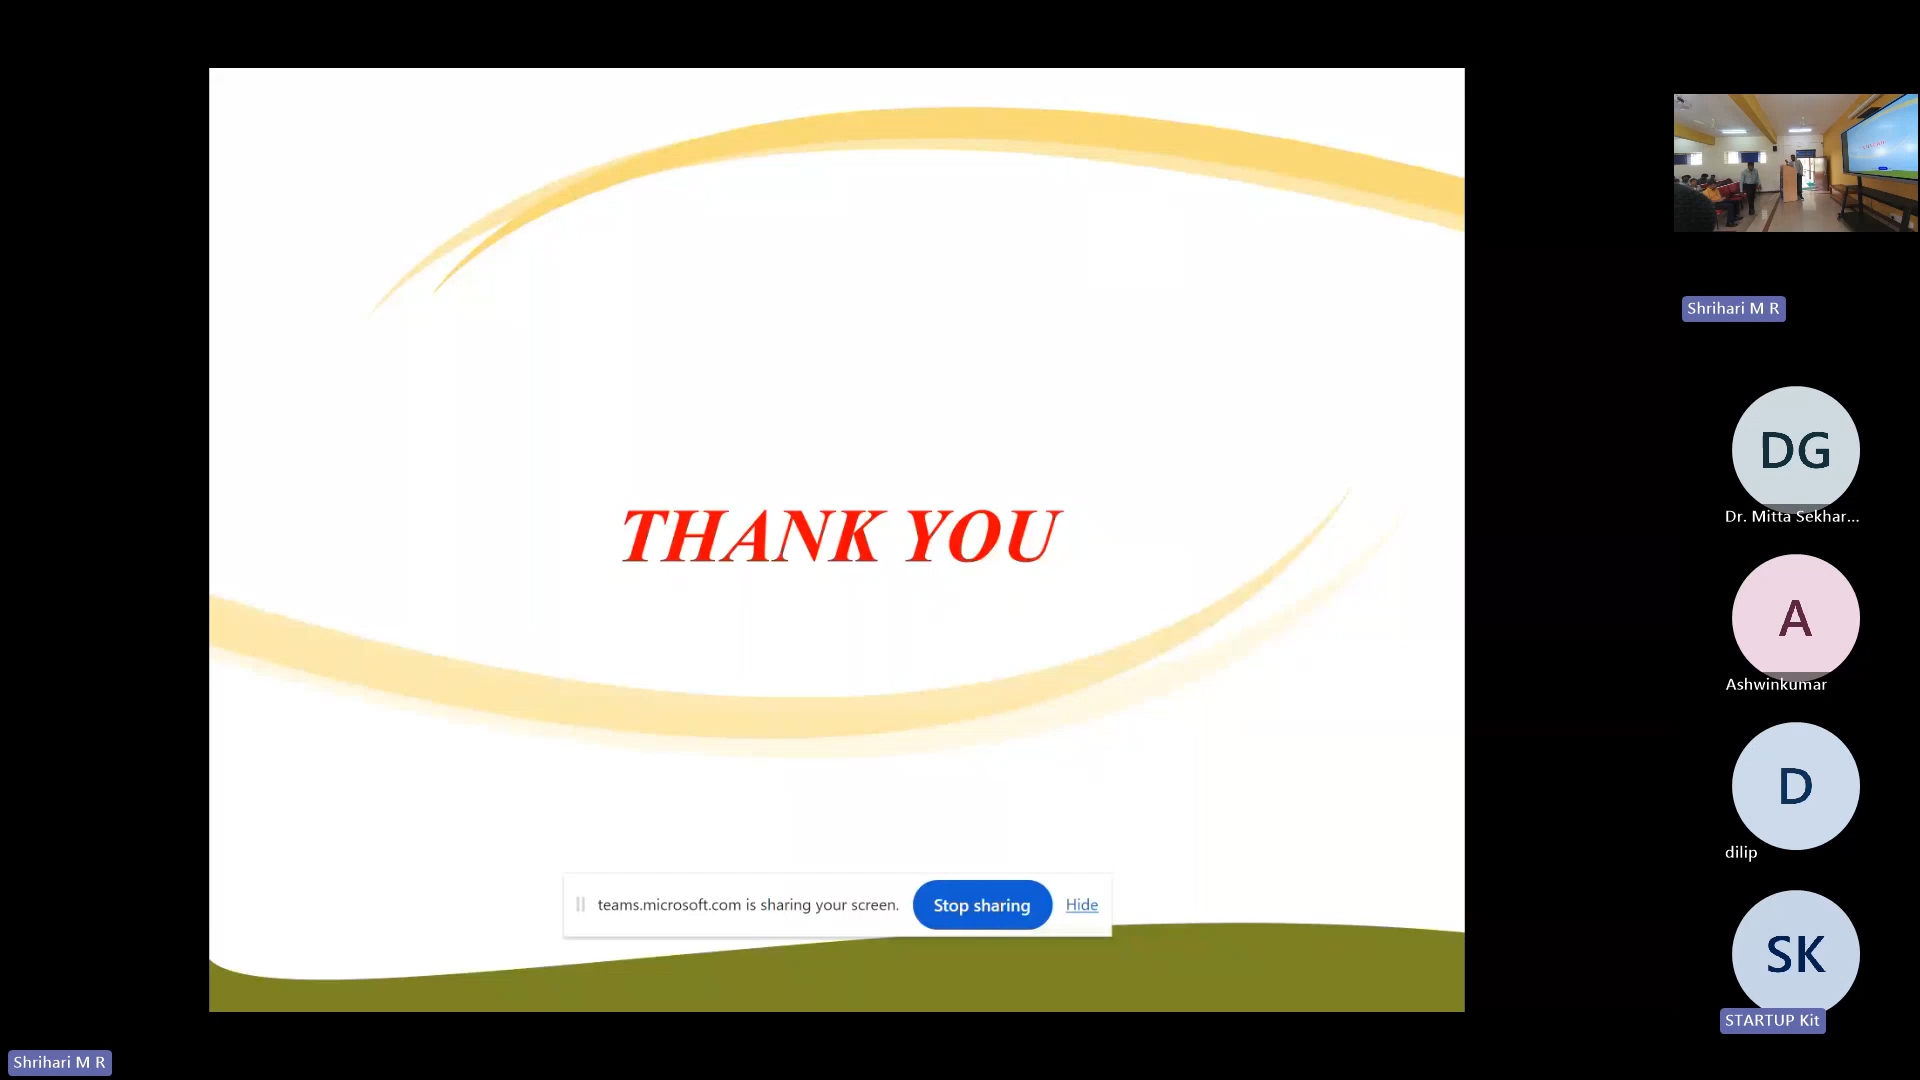 THANK YOU
teams.microsoft.com is sharing your screen. Stop sharing Hide
Shrihari M R
DG
Dr. Mitta Sekhar...
A
Ashwinkumar
D
dilip
SK
STARTUP Kit
Shrihari M R